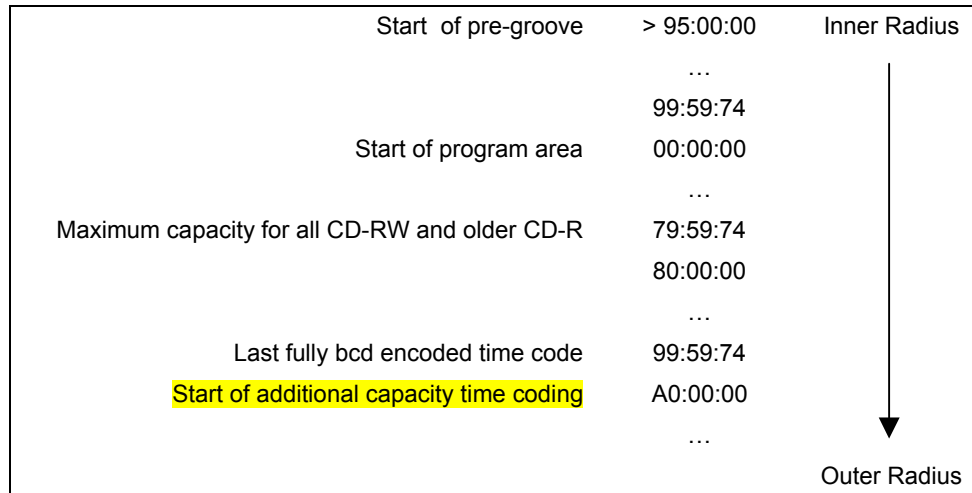 Start of pre-groove > 95:00:00 Inner Radius
…
99:59:74
Start of program area 00:00:00
…
Maximum capacity for all CD-RW and older CD-R 79:59:74
80:00:00
…
Last fully bcd encoded time code 99:59:74
Start of additional capacity time coding A0:00:00
…
Outer Radius